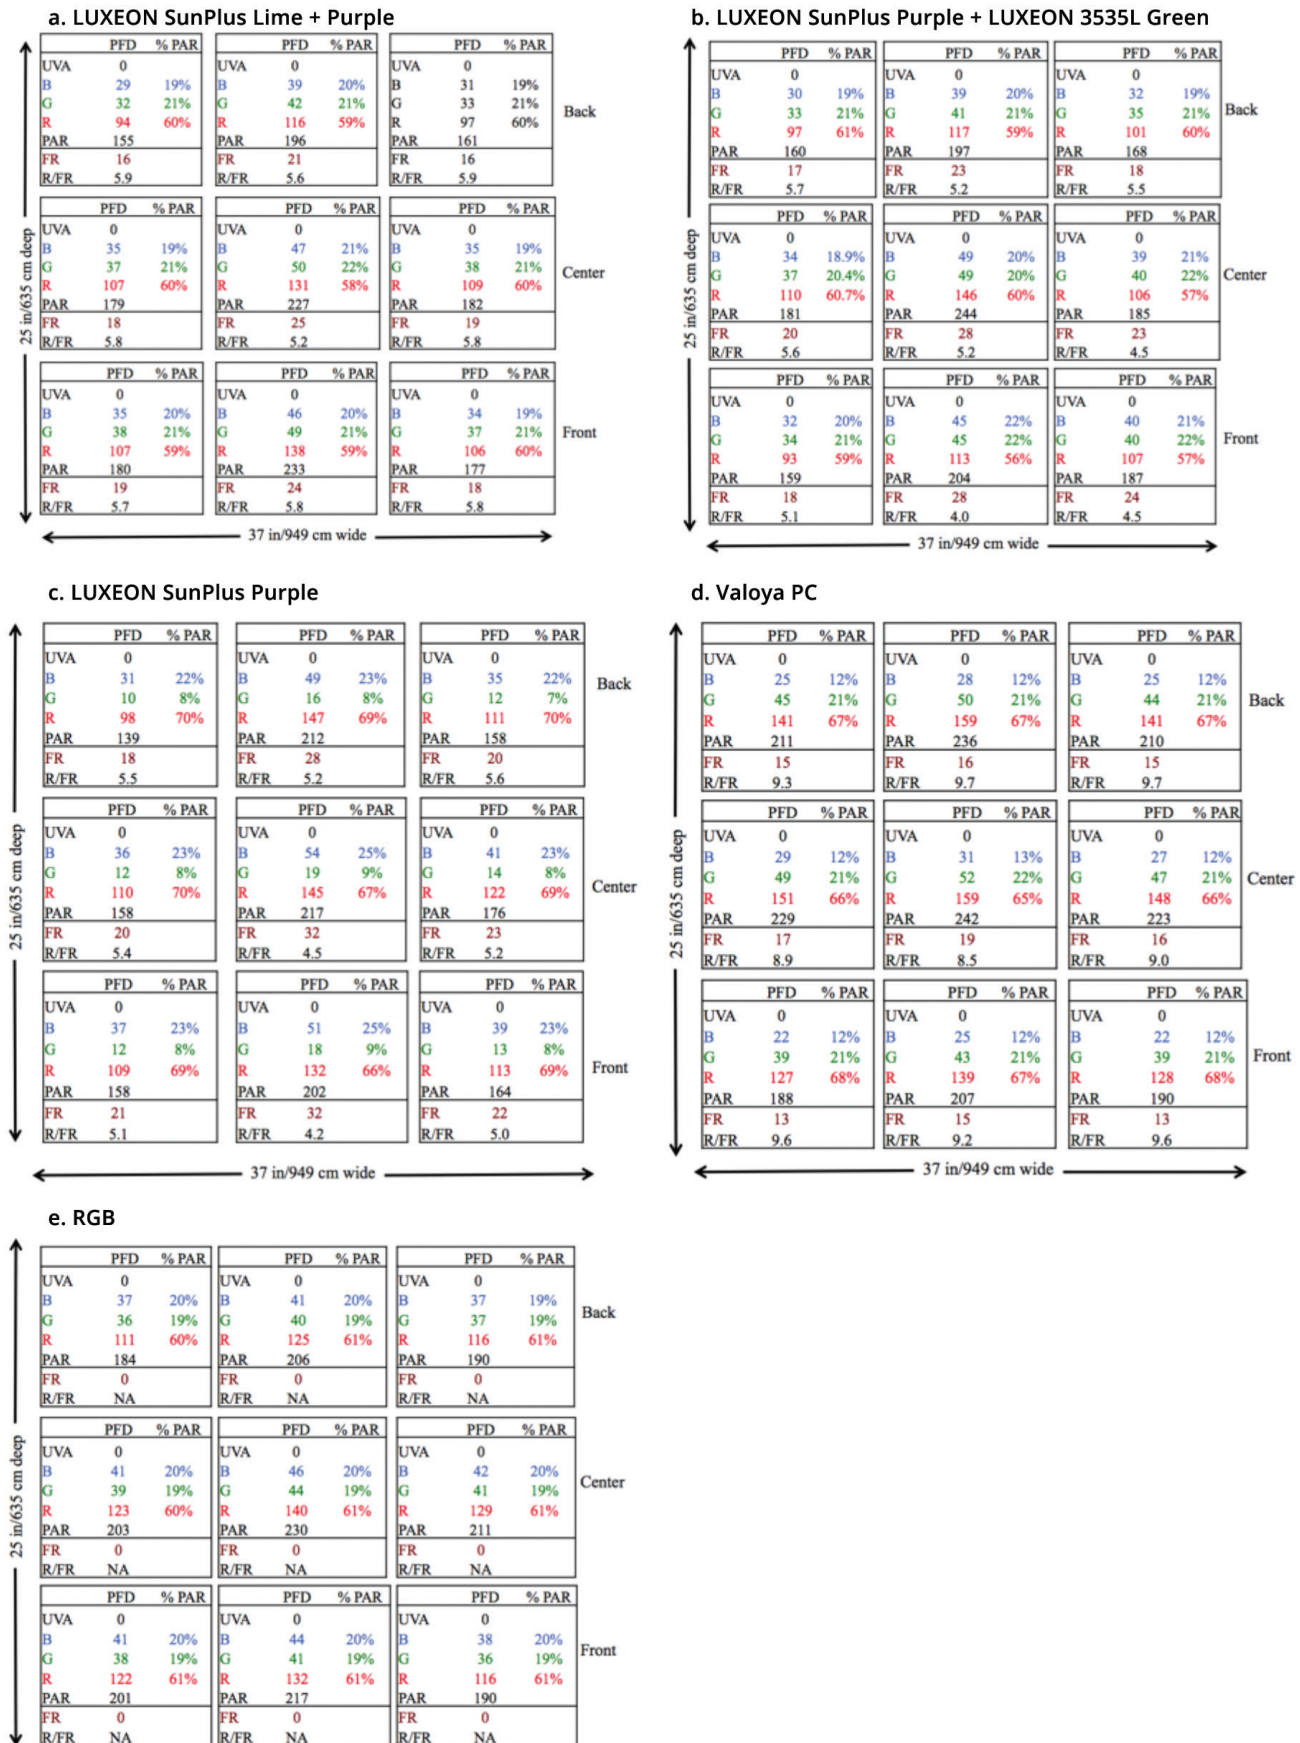 a. LUXEON SunPlus Lime + Purple
PFD % PAR PFD % PAR PFD % PAR
UVA 0 UVA 0 UVA 0
B 29 19% B 39 20% B 31 19%
G 32 21% G 42 21% G 33 21%
R 94 60% R 116 59% R 97 60%
PAR 155 PAR 196 PAR 161
FR 16 FR 21 FR 16
R/FR 5.9 R/FR 5.6 R/FR 5.9
Back
PFD % PAR PFD % PAR PFD % PAR
UVA 0 UVA 0 UVA 0
B 35 19% B 47 21% B 35 19%
G 37 21% G 50 22% G 38 21%
R 107 60% R 131 58% R 109 60%
PAR 179 PAR 227 PAR 182
FR 18 FR 25 FR 19
R/FR 5.8 R/FR 5.2 R/FR 5.8
Center
PFD % PAR PFD % PAR PFD % PAR
UVA 0 UVA 0 UVA 0
B 35 20% B 46 20% B 34 19%
G 38 21% G 49 21% G 37 21%
R 107 59% R 138 59% R 106 60%
PAR 180 PAR 233 PAR 177
FR 19 FR 24 FR 18
R/FR 5.7 R/FR 5.8 R/FR 5.8
Front
25 in/635 cm deep
37 in/949 cm wide
b. LUXEON SunPlus Purple + LUXEON 3535L Green
PFD % PAR PFD % PAR PFD % PAR
UVA 0 UVA 0 UVA 0
B 30 19% B 39 20% B 32 19%
G 33 21% G 41 21% G 35 21%
R 97 61% R 117 59% R 101 60%
PAR 160 PAR 197 PAR 168
FR 17 FR 23 FR 18
R/FR 5.7 R/FR 5.2 R/FR 5.5
Back
PFD % PAR PFD % PAR PFD % PAR
UVA 0 UVA 0 UVA 0
B 34 18.9% B 49 20% B 39 21%
G 37 20.4% G 49 20% G 40 22%
R 110 60.7% R 146 60% R 106 57%
PAR 181 PAR 244 PAR 185
FR 20 FR 28 FR 23
R/FR 5.6 R/FR 5.2 R/FR 4.5
Center
PFD % PAR PFD % PAR PFD % PAR
UVA 0 UVA 0 UVA 0
B 32 20% B 45 22% B 40 21%
G 34 21% G 45 22% G 40 22%
R 93 59% R 113 56% R 107 57%
PAR 159 PAR 204 PAR 187
FR 18 FR 28 FR 24
R/FR 5.1 R/FR 4.0 R/FR 4.5
Front
25 in/635 cm deep
37 in/949 cm wide
c. LUXEON SunPlus Purple
PFD % PAR PFD % PAR PFD % PAR
UVA 0 UVA 0 UVA 0
B 31 22% B 49 23% B 35 22%
G 10 8% G 16 8% G 12 7%
R 98 70% R 147 69% R 111 70%
PAR 139 PAR 212 PAR 158
FR 18 FR 28 FR 20
R/FR 5.5 R/FR 5.2 R/FR 5.6
Back
PFD % PAR PFD % PAR PFD % PAR
UVA 0 UVA 0 UVA 0
B 36 23% B 54 25% B 41 23%
G 12 8% G 19 9% G 14 8%
R 110 70% R 145 67% R 122 69%
PAR 158 PAR 217 PAR 176
FR 20 FR 32 FR 23
R/FR 5.4 R/FR 4.5 R/FR 5.2
Center
PFD % PAR PFD % PAR PFD % PAR
UVA 0 UVA 0 UVA 0
B 37 23% B 51 25% B 39 23%
G 12 8% G 18 9% G 13 8%
R 109 69% R 132 66% R 113 69%
PAR 158 PAR 202 PAR 164
FR 21 FR 32 FR 22
R/FR 5.1 R/FR 4.2 R/FR 5.0
Front
25 in/635 cm deep
37 in/949 cm wide
d. Valoya PC
PFD % PAR PFD % PAR PFD % PAR
UVA 0 UVA 0 UVA 0
B 25 12% B 28 12% B 25 12%
G 45 21% G 50 21% G 44 21%
R 141 67% R 159 67% R 141 67%
PAR 211 PAR 236 PAR 210
FR 15 FR 16 FR 15
R/FR 9.3 R/FR 9.7 R/FR 9.7
Back
PFD % PAR PFD % PAR PFD % PAR
UVA 0 UVA 0 UVA 0
B 29 12% B 31 13% B 27 12%
G 49 21% G 52 22% G 47 21%
R 151 66% R 159 65% R 148 66%
PAR 229 PAR 242 PAR 223
FR 17 FR 19 FR 16
R/FR 8.9 R/FR 8.5 R/FR 9.0
Center
PFD % PAR PFD % PAR PFD % PAR
UVA 0 UVA 0 UVA 0
B 22 12% B 25 12% B 22 12%
G 39 21% G 43 21% G 39 21%
R 127 68% R 139 67% R 128 68%
PAR 188 PAR 207 PAR 190
FR 13 FR 15 FR 13
R/FR 9.6 R/FR 9.2 R/FR 9.6
Front
25 in/635 cm deep
37 in/949 cm wide
e. RGB
PFD % PAR PFD % PAR PFD % PAR
UVA 0 UVA 0 UVA 0
B 37 20% B 41 20% B 37 19%
G 36 19% G 40 19% G 37 19%
R 111 60% R 125 61% R 116 61%
PAR 184 PAR 206 PAR 190
FR 0 FR 0 FR 0
R/FR NA R/FR NA R/FR NA
Back
PFD % PAR PFD % PAR PFD % PAR
UVA 0 UVA 0 UVA 0
B 41 20% B 46 20% B 42 20%
G 39 19% G 44 19% G 41 19%
R 123 60% R 140 61% R 129 61%
PAR 203 PAR 230 PAR 211
FR 0 FR 0 FR 0
R/FR NA R/FR NA R/FR NA
Center
PFD % PAR PFD % PAR PFD % PAR
UVA 0 UVA 0 UVA 0
B 41 20% B 44 20% B 38 20%
G 38 19% G 41 19% G 36 19%
R 122 61% R 132 61% R 116 61%
PAR 201 PAR 217 PAR 190
FR 0 FR 0 FR 0
R/FR NA R/FR NA R/FR NA
Front
25 in/635 cm deep